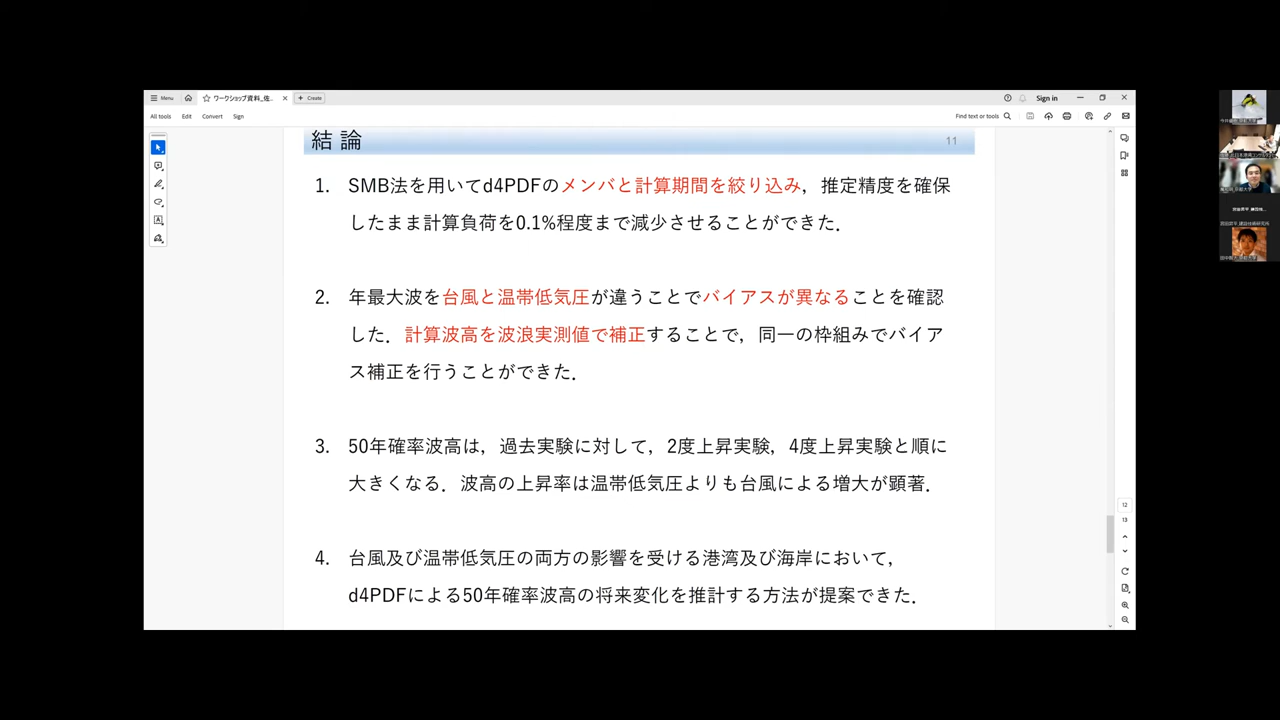 Menu
ワークショップ資料_佐...
Create
Sign in
All tools
Edit
Convert
Sign
Find text or tools
結論
11
1. SMB法を用いてd4PDFのメンバと計算期間を絞り込み，推定精度を確保
したまま計算負荷を0.1%程度まで減少させることができた．
2. 年最大波を台風と温帯低気圧が違うことでバイアスが異なることを確認
した．計算波高を波浪実測値で補正することで，同一の枠組みでバイア
ス補正を行うことができた．
3. 50年確率波高は，過去実験に対して，2度上昇実験，4度上昇実験と順に
大きくなる．波高の上昇率は温帯低気圧よりも台風による増大が顕著．
4. 台風及び温帯低気圧の両方の影響を受ける港湾及び海岸において，
d4PDFによる50年確率波高の将来変化を推計する方法が提案できた．
12
13